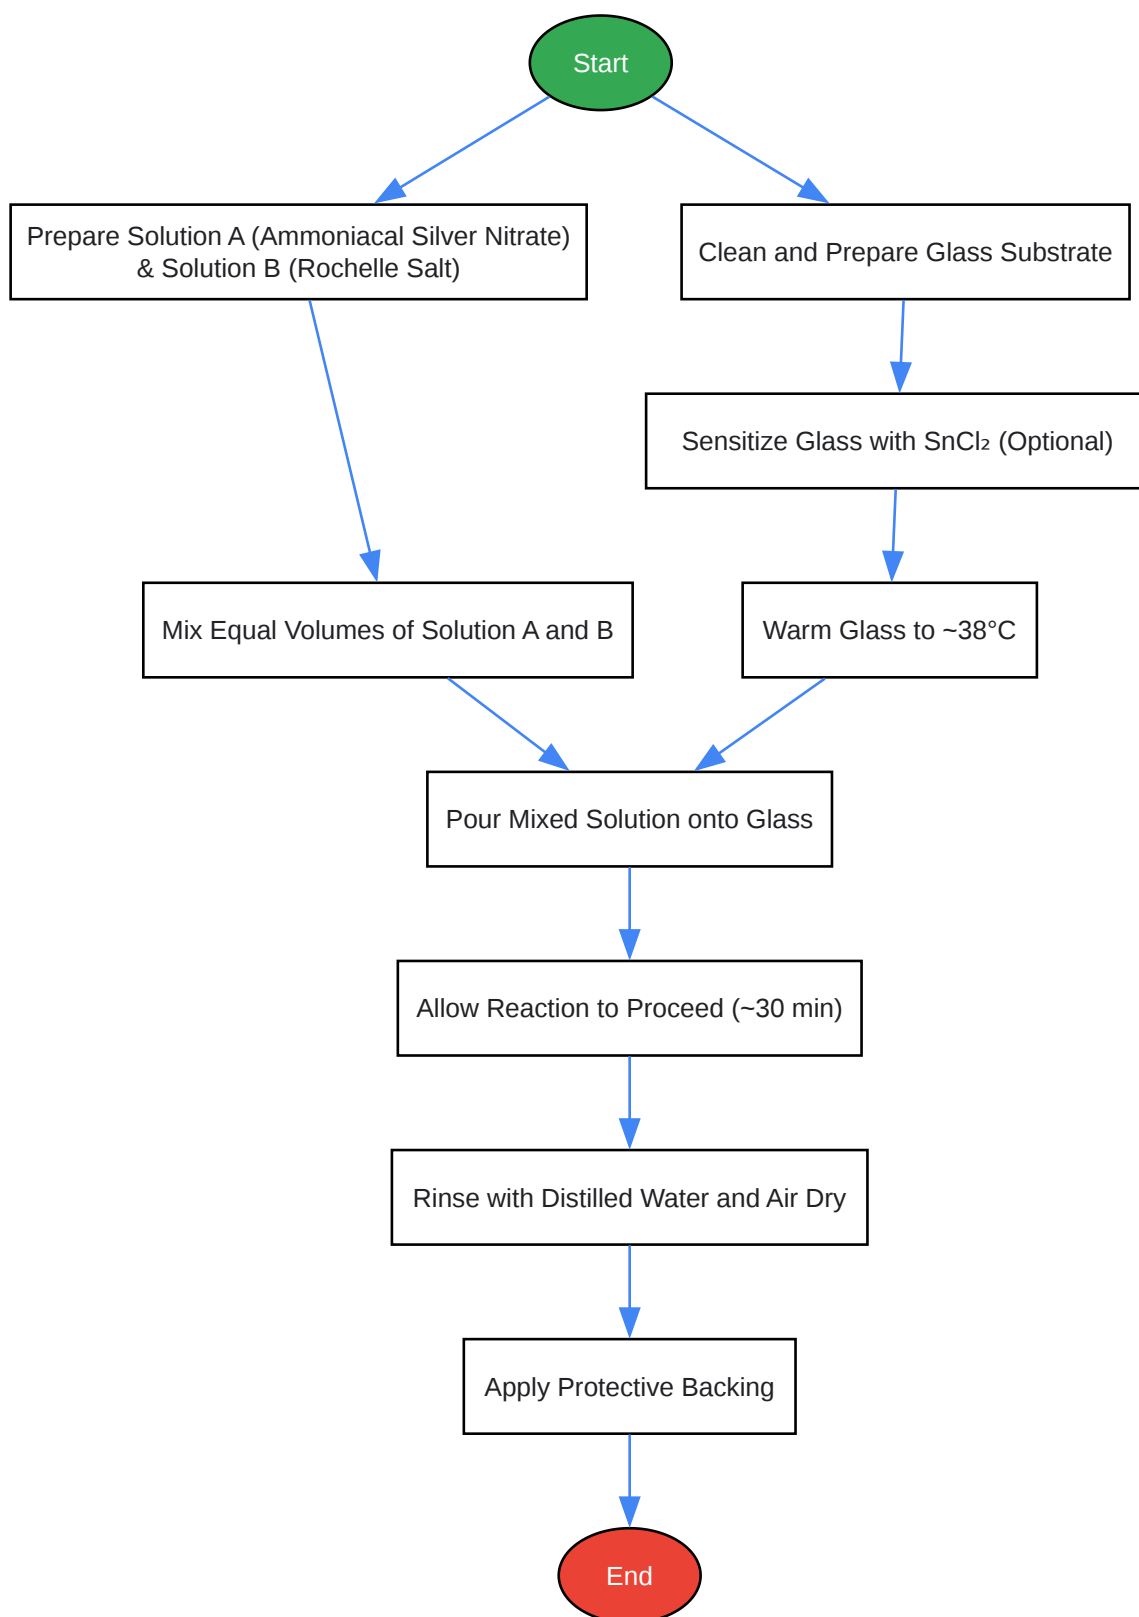 Start
Prepare Solution A (Ammoniacal Silver Nitrate)
& Solution B (Rochelle Salt)
Clean and Prepare Glass Substrate
Sensitize Glass with SnCl₂ (Optional)
Mix Equal Volumes of Solution A and B
Warm Glass to ~38°C
Pour Mixed Solution onto Glass
Allow Reaction to Proceed (~30 min)
Rinse with Distilled Water and Air Dry
Apply Protective Backing
End